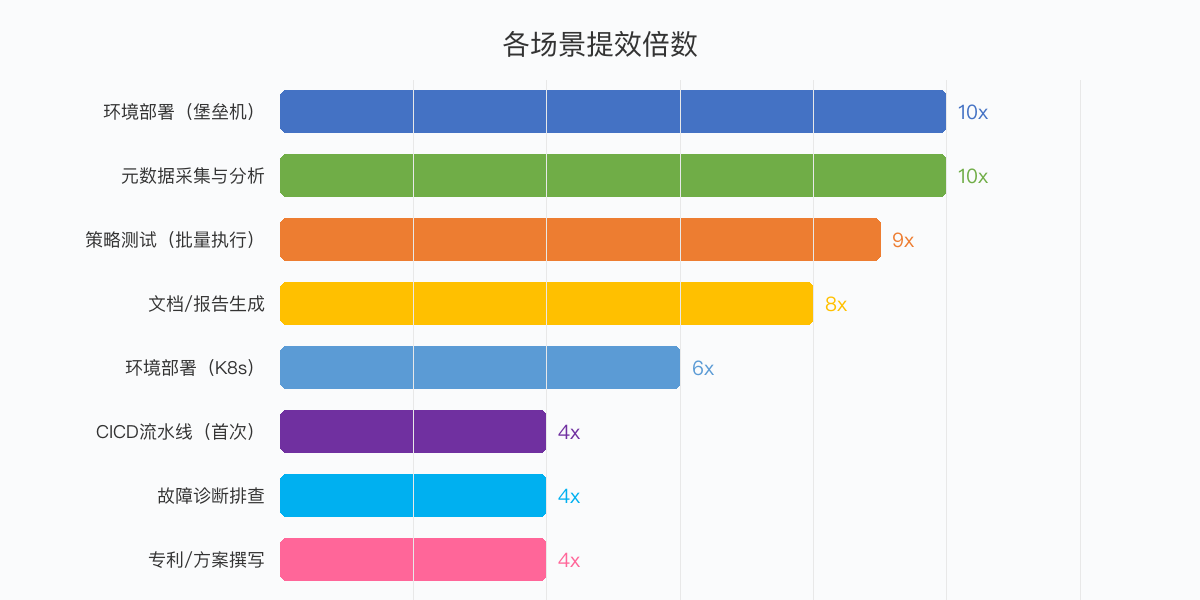 各场景提效倍数
环境部署（堡垒机） 10x
元数据采集与分析 10x
策略测试（批量执行） 9x
文档/报告生成 8x
环境部署（K8s） 6x
CICD流水线（首次） 4x
故障诊断排查 4x
专利/方案撰写 4x